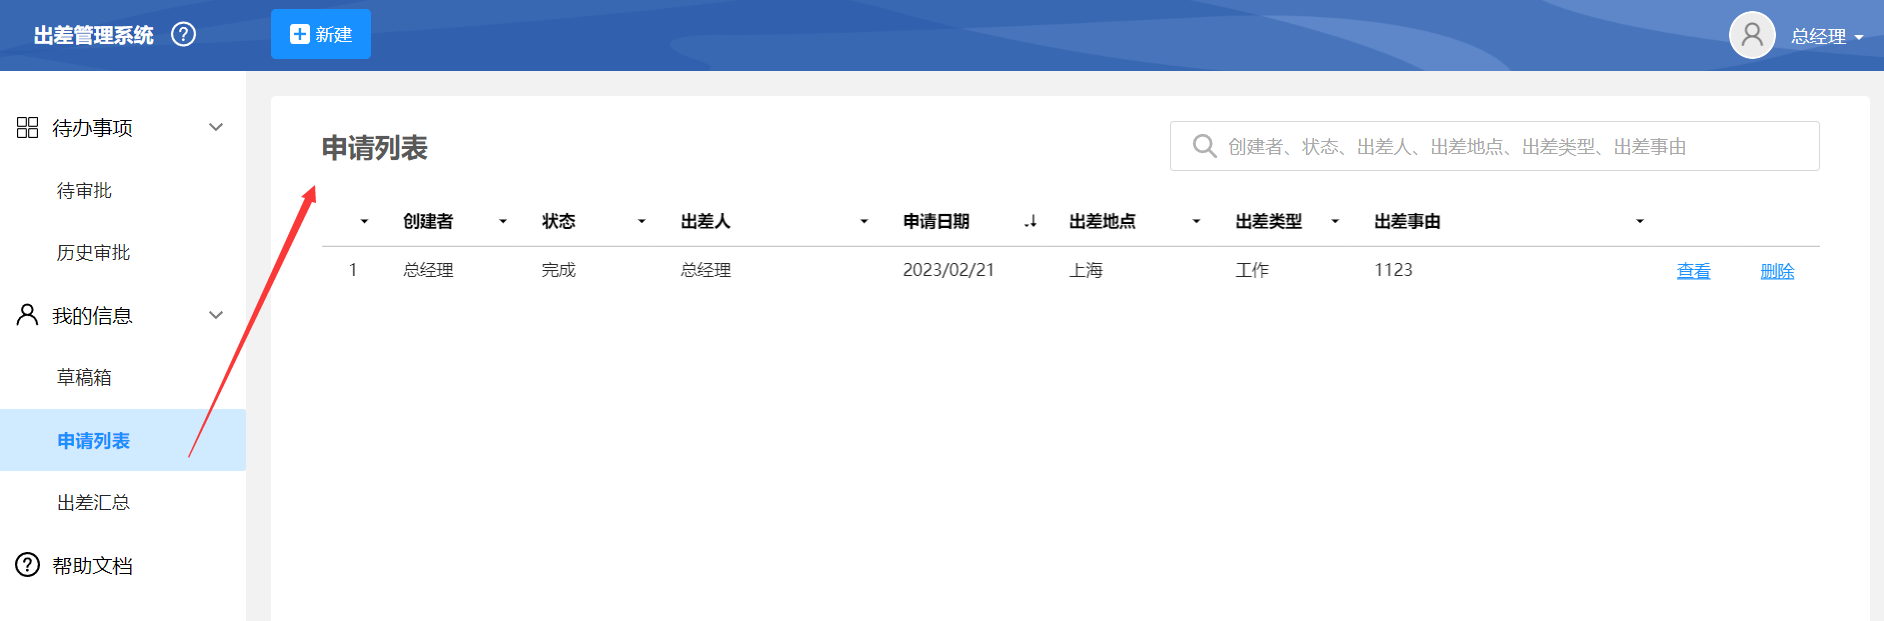 出差管理系统 ? 新建 总经理
待办事项
待审批
历史审批
我的信息
草稿箱
申请列表
出差汇总
? 帮助文档
申请列表
创建者、状态、出差人、出差地点、出差类型、出差事由
创建者 状态 出差人 申请日期 出差地点 出差类型 出差事由
1 总经理 完成 总经理 2023/02/21 上海 工作 1123 查看 删除